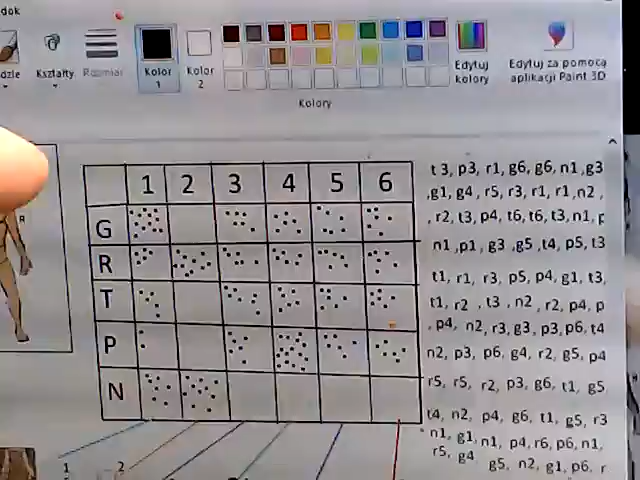 dok
Kształty
Rozmiar
Kolor
1
Kolor
2
Edytuj
kolory
Edytuj za pomocą
aplikacji Paint 3D
Kolory
1 2 3 4 5 6
G
R
T
P
N
R
1 2
t 3, p3, r1, g6, g6, n1 ,g3
,g1, g4 , r5, r3, r1, r1 ,n2 ,
, r2, t3, p4, t6, t6, t3, n1, p
n1 ,p1, g3 ,g5 ,t4, p5, t3
t1, r1, r3, p5, p4, g1, t3,
t1, r2 , t3 , n2 , r2, p4, p
, p4, n2, r3, g3, p3, p6, t4
n2, p3, p6, g4, r2, g5, p4
r5, r5, r2, p3, g6, t1, g5
t4, n2, p4, g6, t1, g5, r3
n1, g1, n1, p4, r6, p6, n1,
r5, g4 g5, n2, g1, p6, r